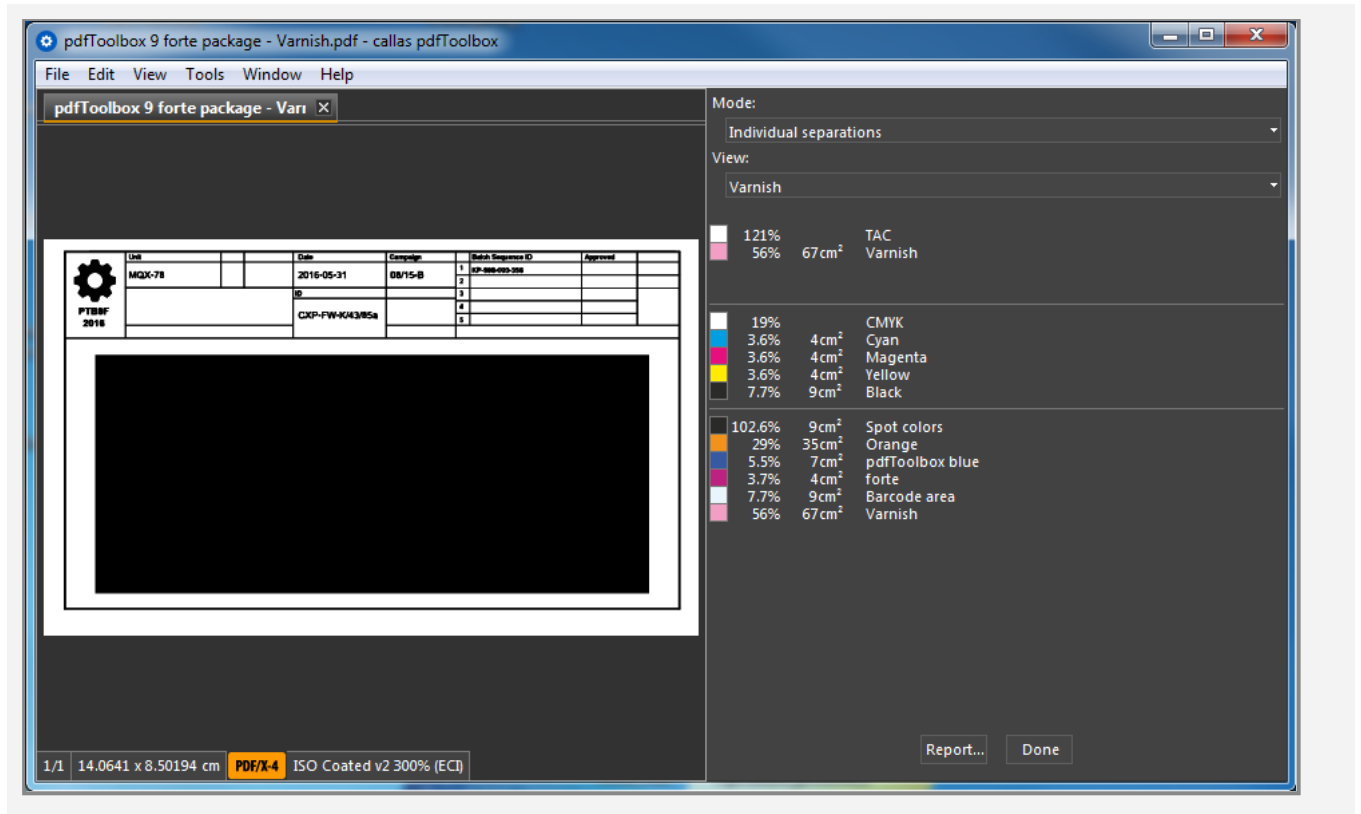 pdfToolbox 9 forte package - Varnish.pdf - callas pdfToolbox
File Edit View Tools Window Help
pdfToolbox 9 forte package - Varı
Mode:
Individual separations
View:
Varnish
121% TAC
56% 67cm² Varnish
19% CMYK
3.6% 4cm² Cyan
3.6% 4cm² Magenta
3.6% 4cm² Yellow
7.7% 9cm² Black
102.6% 9cm² Spot colors
29% 35cm² Orange
5.5% 7cm² pdfToolbox blue
3.7% 4cm² forte
7.7% 9cm² Barcode area
56% 67cm² Varnish
Unit Date Campaign Batch Sequence ID Approved
MQX-78 2016-05-31 08/15-B 1
2
ID 3
PTB9F CXP-FW-K/43/85a 4
2016 5
Report... Done
1/1 14.0641 x 8.50194 cm PDF/X-4 ISO Coated v2 300% (ECI)